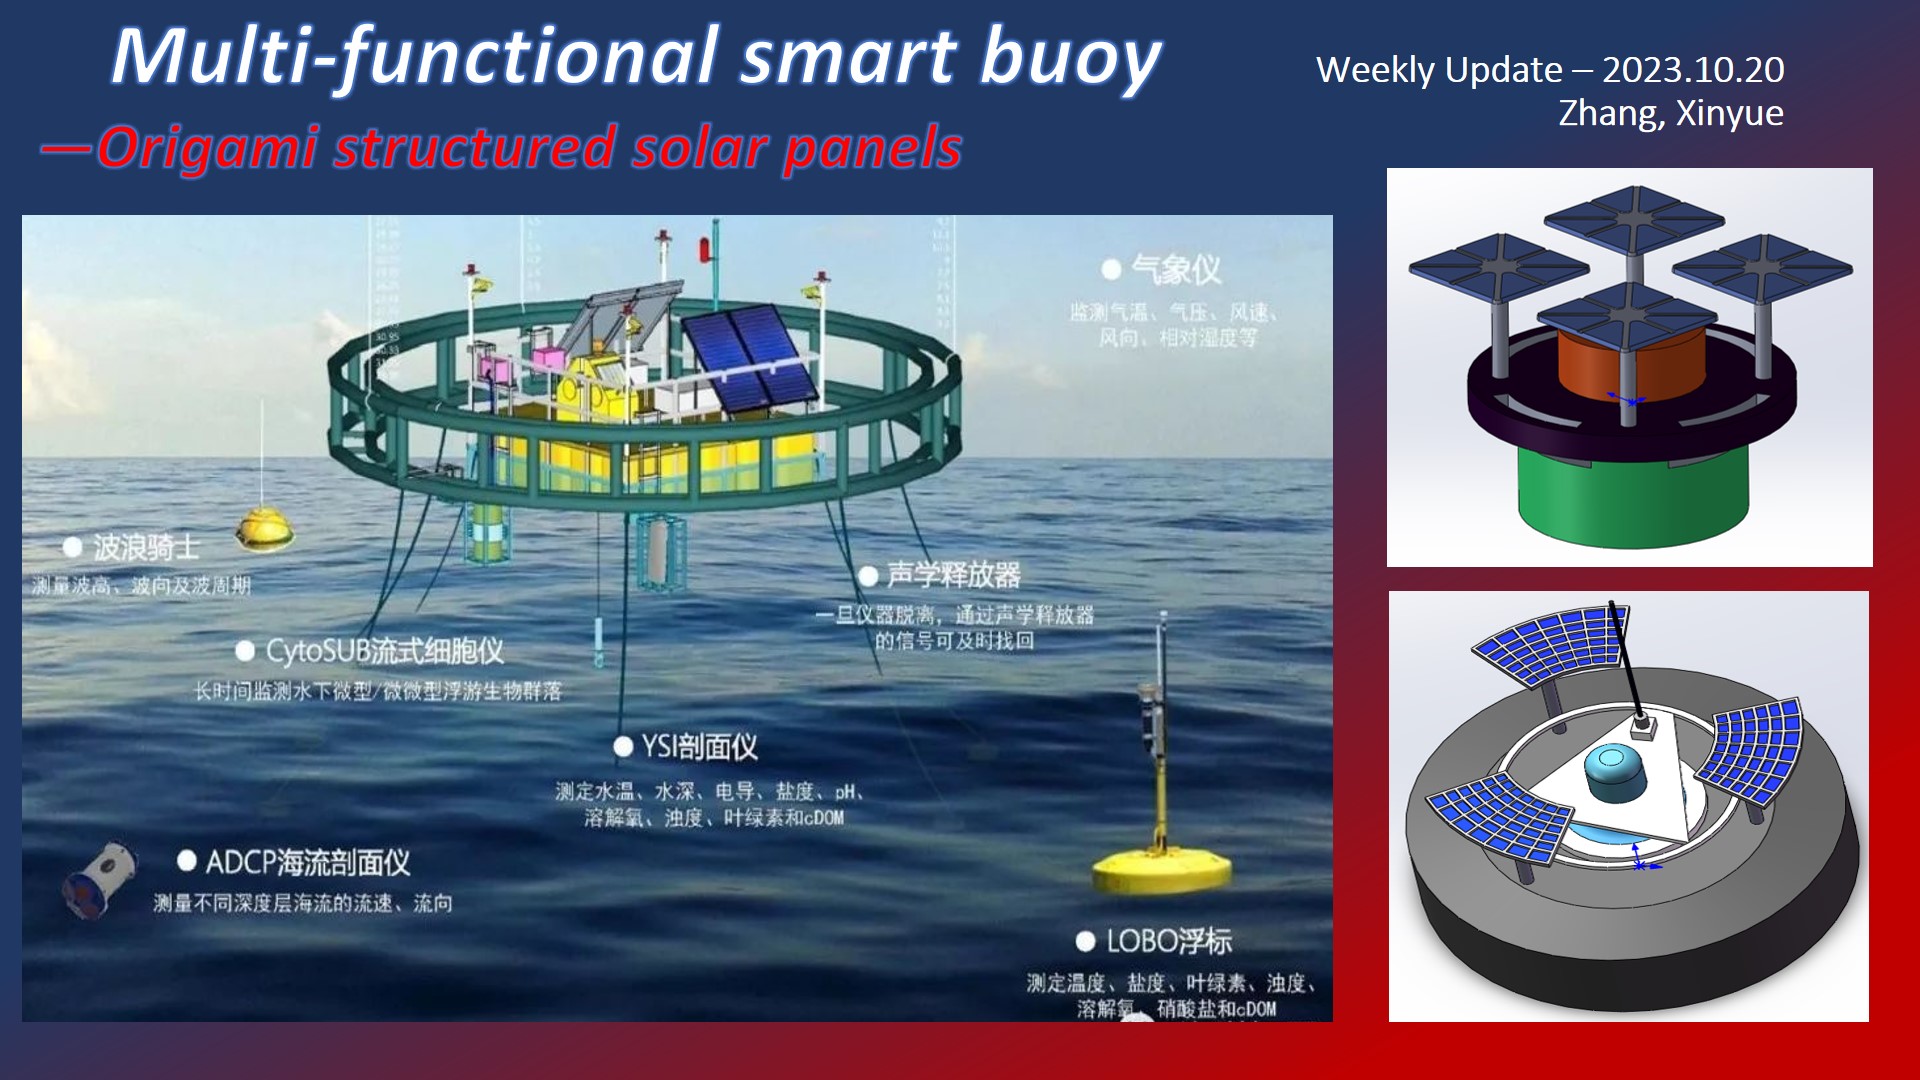 Multi-functional smart buoy
—Origami structured solar panels
Weekly Update – 2023.10.20
Zhang, Xinyue
气象仪
监测气温、气压、风速、
风向、相对湿度等
波浪骑士
测量波高、波向及波周期
声学释放器
一旦仪器脱离，通过声学释放器
的信号可及时找回
CytoSUB流式细胞仪
长时间监测水下微型/微微型浮游生物群落
YSI剖面仪
测定水温、水深、电导、盐度、pH、
溶解氧、浊度、叶绿素和cDOM
ADCP海流剖面仪
测量不同深度层海流的流速、流向
LOBO浮标
测定温度、盐度、叶绿素、浊度、
溶解氧、硝酸盐和cDOM